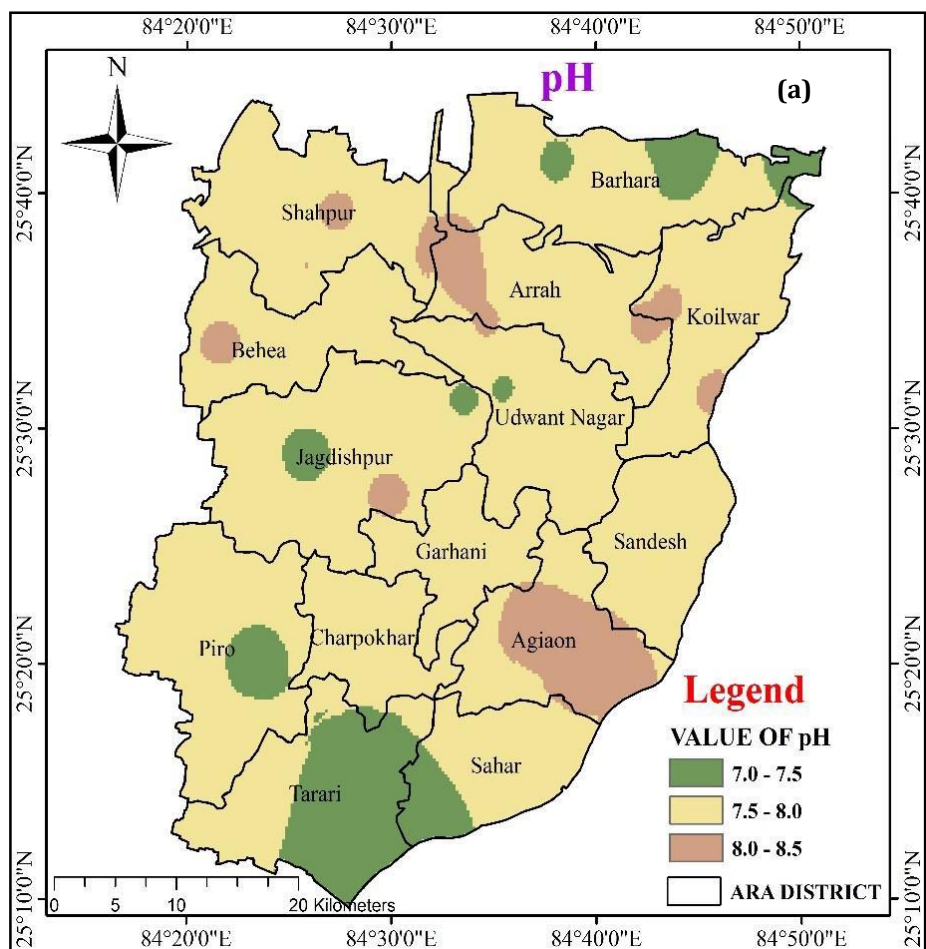 84°20'0"E 84°30'0"E 84°40'0"E 84°50'0"E
N
pH
(a)
25°40'0"N
25°40'0"N
Barhara
Shahpur
Arrah
Koilwar
Behea
Udwant Nagar
25°30'0"N
25°30'0"N
Jagdishpur
Garhani
Sandesh
Piro
Charpokhar
Agiaon
25°20'0"N
25°20'0"N
Sahar
Tarari
Legend
VALUE OF pH
7.0 - 7.5
7.5 - 8.0
8.0 - 8.5
ARA DISTRICT
0 5 10 20 Kilometers
25°10'0"N
25°10'0"N
84°20'0"E 84°30'0"E 84°40'0"E 84°50'0"E